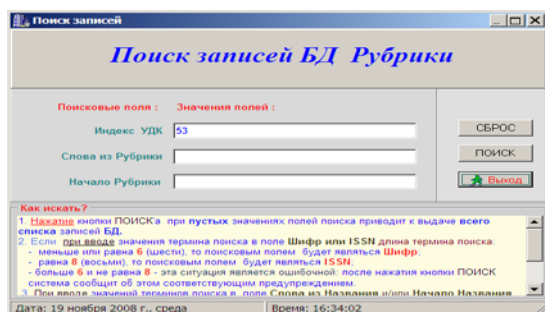 Поиск записей
Поиск записей БД Рубрики
Поисковые поля : Значения полей :
Индекс УДК 53
СБРОС
Слова из Рубрики
ПОИСК
Начало Рубрики
Выход
Как искать?
1. Нажатие кнопки ПОИСК'а при пустых значениях полей поиска приводит к выдаче всего
списка записей БД.
2. Если при вводе значения термина поиска в поле Шифр или ISSN длина термина поиска:
- меньше или равна 6 (шести), то поисковым полем будет являться Шифр;
- равна 8 (восьми), то поисковым полем будет являться ISSN;
- больше 6 и не равна 8 - эта ситуация является ошибочной: после нажатия кнопки ПОИСК
система сообщит об этом соответствующим предупреждением.
3. При вводе значений терминов поиска в поле Слова из Названия и/или Начало Названия
Дата: 19 ноября 2008 г., среда Время: 16:34:02